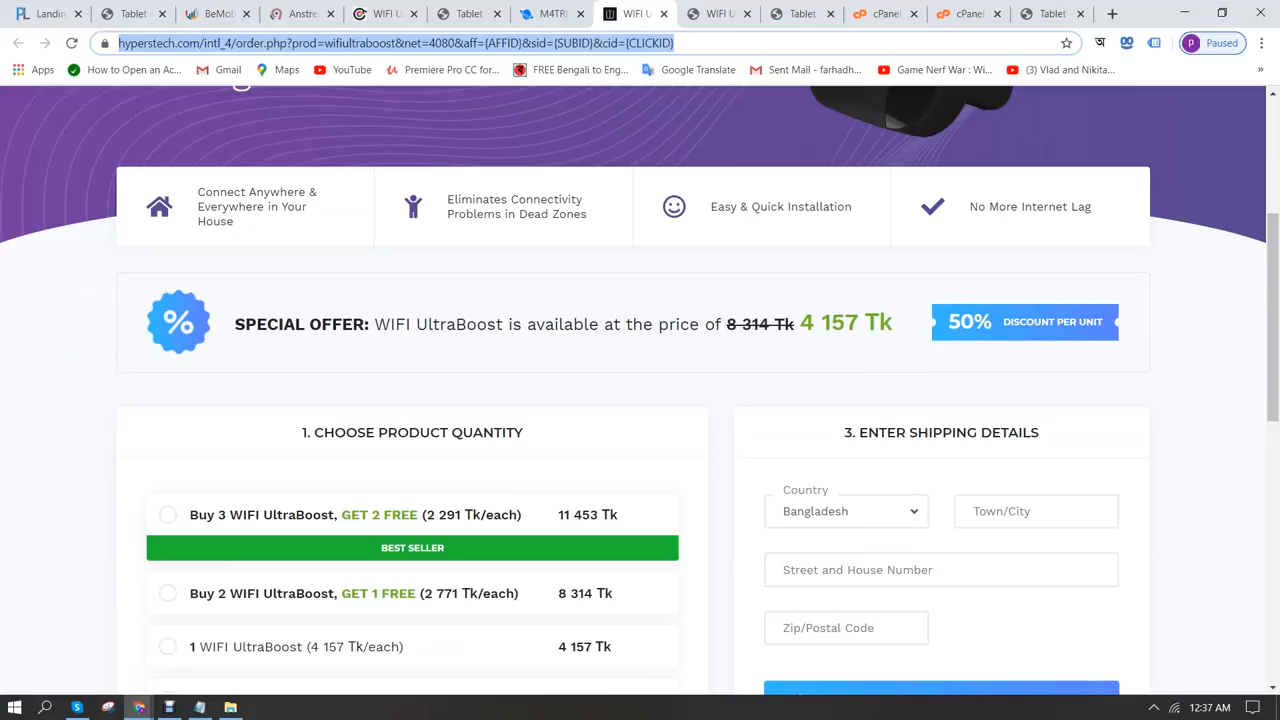 Landin
Tablet
BeMob
Anstre
WIFI U
Tablet
M4TRI
WIFI U
WIFI U
Tablet
cPanel
cPanel
Tablet
hyperstech.com/intl_4/order.php?prod=wifiultraboost&net=4080&aff={AFFID}&sid={SUBID}&cid={CLICKID}
P Paused
Apps
How to Open an Ac...
Gmail
Maps
YouTube
Premiere Pro CC for...
FREE Bengali to Eng...
Google Translate
Sent Mail - farhadh...
Game Nerf War : Wi...
(3) Vlad and Nikita...
»
Connect Anywhere &
Everywhere in Your
House
Eliminates Connectivity
Problems in Dead Zones
Easy & Quick Installation
No More Internet Lag
%
SPECIAL OFFER: WIFI UltraBoost is available at the price of 8 314 Tk 4 157 Tk
50% DISCOUNT PER UNIT
1. CHOOSE PRODUCT QUANTITY
Buy 3 WIFI UltraBoost, GET 2 FREE (2 291 Tk/each) 11 453 Tk
BEST SELLER
Buy 2 WIFI UltraBoost, GET 1 FREE (2 771 Tk/each) 8 314 Tk
1 WIFI UltraBoost (4 157 Tk/each) 4 157 Tk
3. ENTER SHIPPING DETAILS
Country
Bangladesh
Town/City
Street and House Number
Zip/Postal Code
12:37 AM